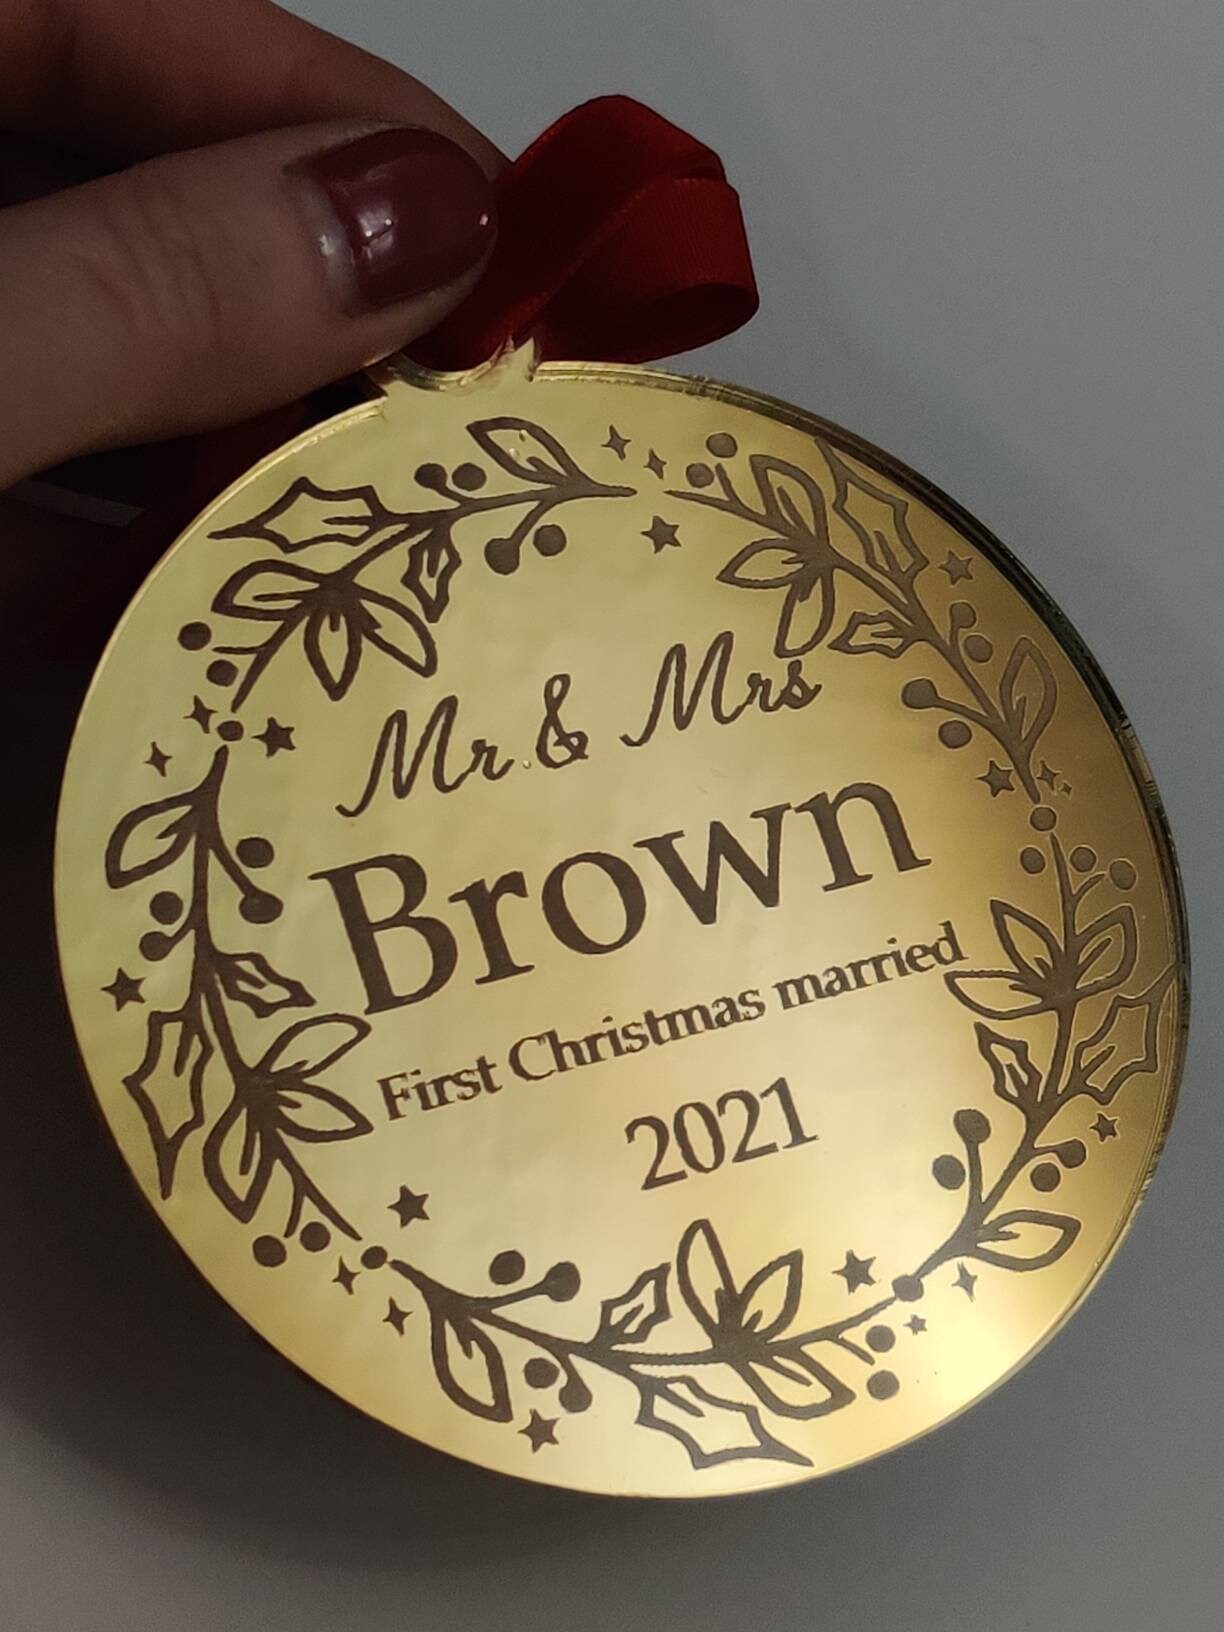 Mr & Mrs
Brown
First Christmas married
2021